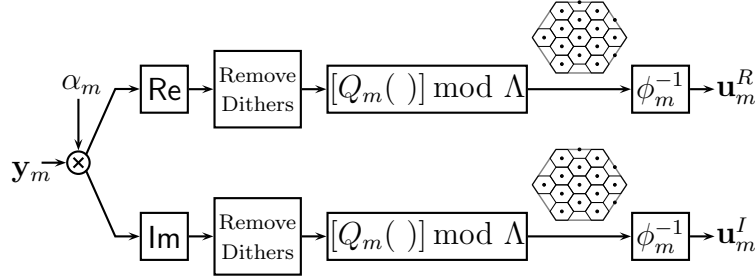 α_m
y_m
×
Re
Remove
Dithers
[Q_m( )] mod Λ
ϕ_m^{-1}
u_m^R
Im
Remove
Dithers
[Q_m( )] mod Λ
ϕ_m^{-1}
u_m^I